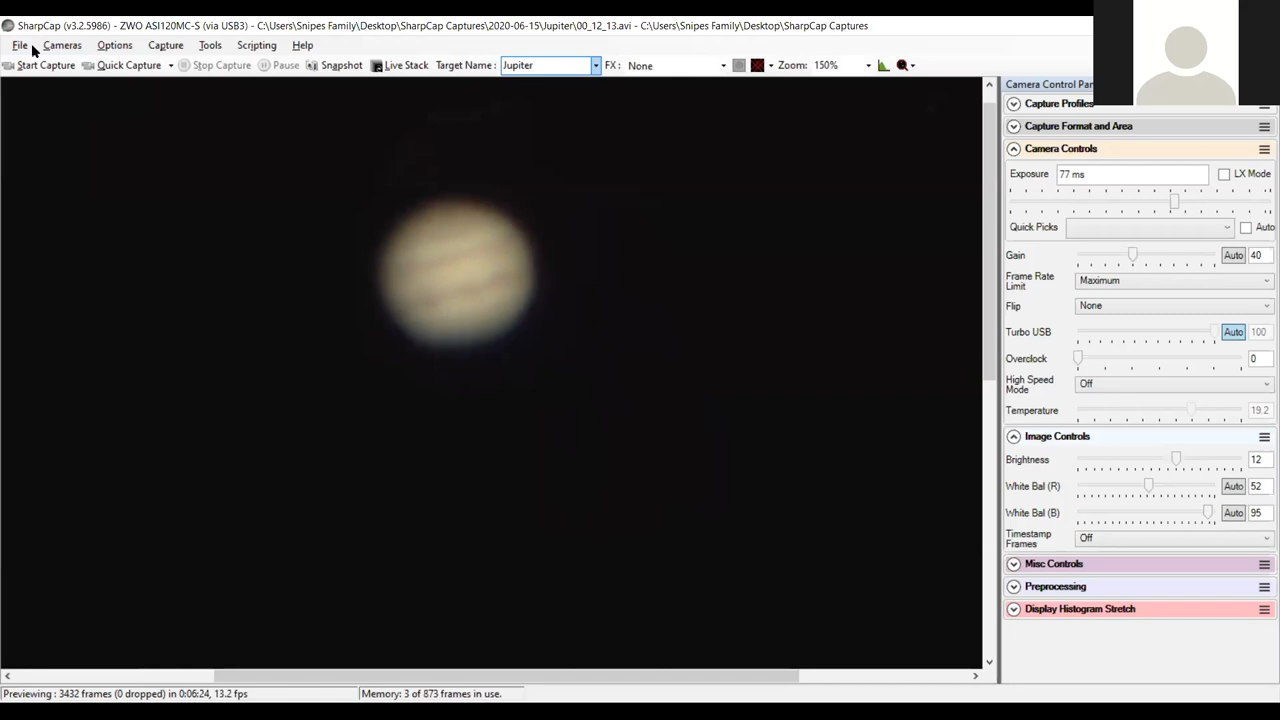 SharpCap (v3.2.5986) - ZWO ASI120MC-S (via USB3) - C:\Users\Snipes Family\Desktop\SharpCap Captures\2020-06-15\Jupiter\00_12_13.avi - C:\Users\Snipes Family\Desktop\SharpCap Captures
File Cameras Options Capture Tools Scripting Help
Start Capture Quick Capture Stop Capture Pause Snapshot Live Stack Target Name : Jupiter FX : None Zoom: 150%
Camera Control Pan
Capture Profiles
Capture Format and Area
Camera Controls
Exposure 77 ms LX Mode
Quick Picks Auto
Gain Auto 40
Frame Rate
Limit Maximum
Flip None
Turbo USB Auto 100
Overclock 0
High Speed
Mode Off
Temperature 19.2
Image Controls
Brightness 12
White Bal (R) Auto 52
White Bal (B) Auto 95
Timestamp
Frames Off
Misc Controls
Preprocessing
Display Histogram Stretch
Previewing : 3432 frames (0 dropped) in 0:06:24, 13.2 fps Memory: 3 of 873 frames in use.